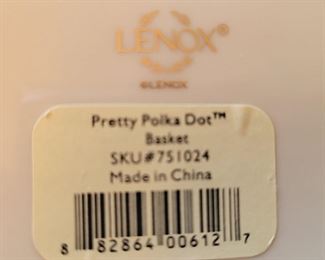 LENOX®
©LENOX
Pretty Polka Dot™
Basket
SKU#751024
Made in China
8 82864 00612 7